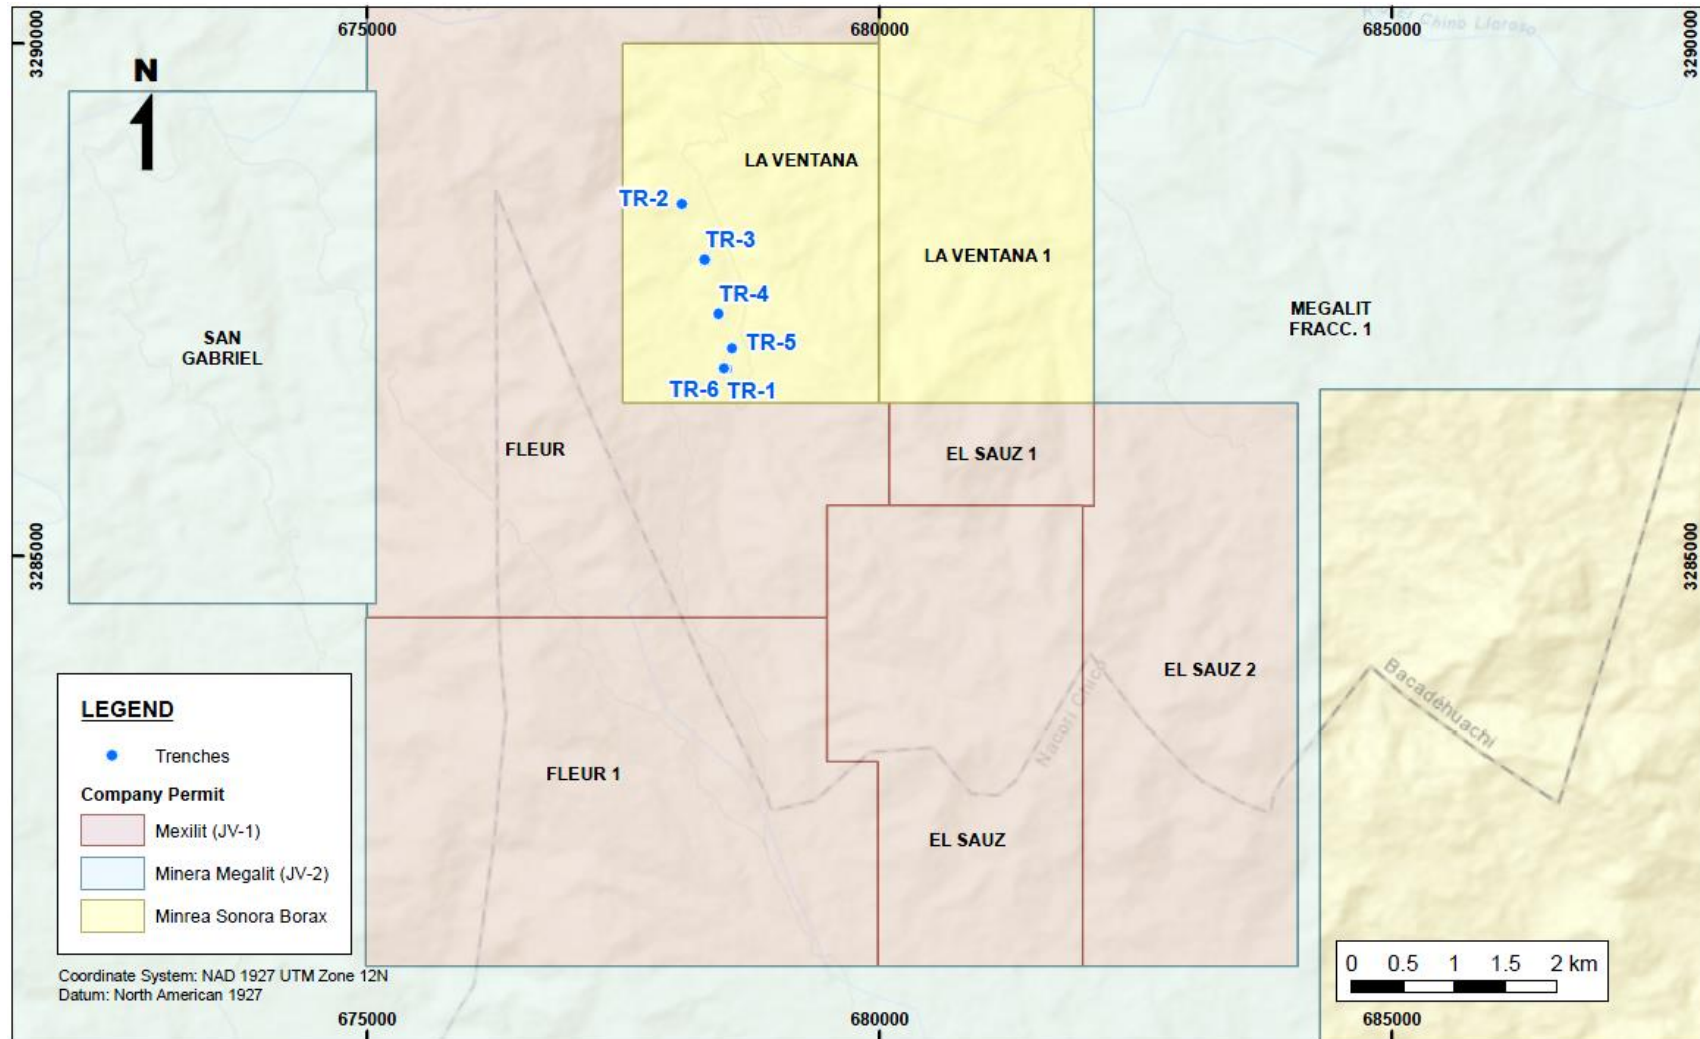 675000
680000
685000
3290000
3290000
Chino Llaroso
N
LA VENTANA
TR-2
TR-3
LA VENTANA 1
TR-4
MEGALIT
FRACC. 1
SAN
GABRIEL
TR-5
TR-6 TR-1
FLEUR
EL SAUZ 1
3285000
3285000
EL SAUZ 2
Nacori Chico
Bacadéhuachi
FLEUR 1
EL SAUZ
LEGEND
Trenches
Company Permit
Mexilit (JV-1)
Minera Megalit (JV-2)
Minrea Sonora Borax
Coordinate System: NAD 1927 UTM Zone 12N
Datum: North American 1927
0 0.5 1 1.5 2 km
675000
680000
685000